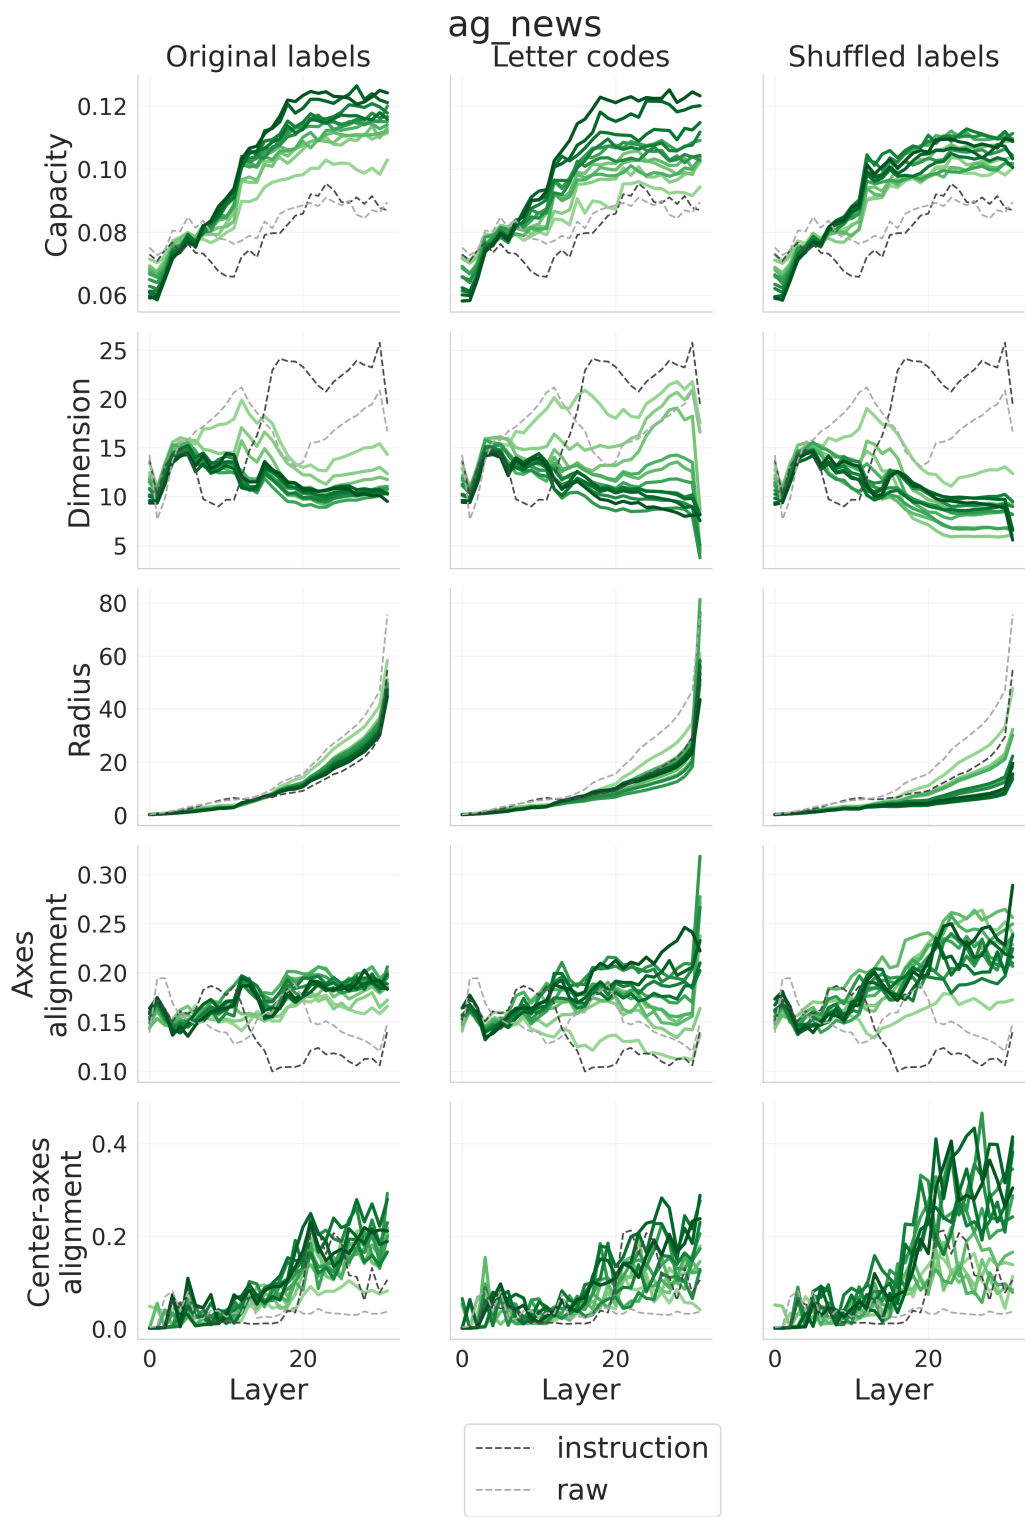 ag_news
Original labels
Letter codes
Shuffled labels
Capacity
0.12
0.10
0.08
0.06
Dimension
25
20
15
10
5
Radius
80
60
40
20
0
Axes
alignment
0.30
0.25
0.20
0.15
0.10
Center-axes
alignment
0.4
0.2
0.0
0 20
0 20
0 20
Layer
Layer
Layer
instruction
raw